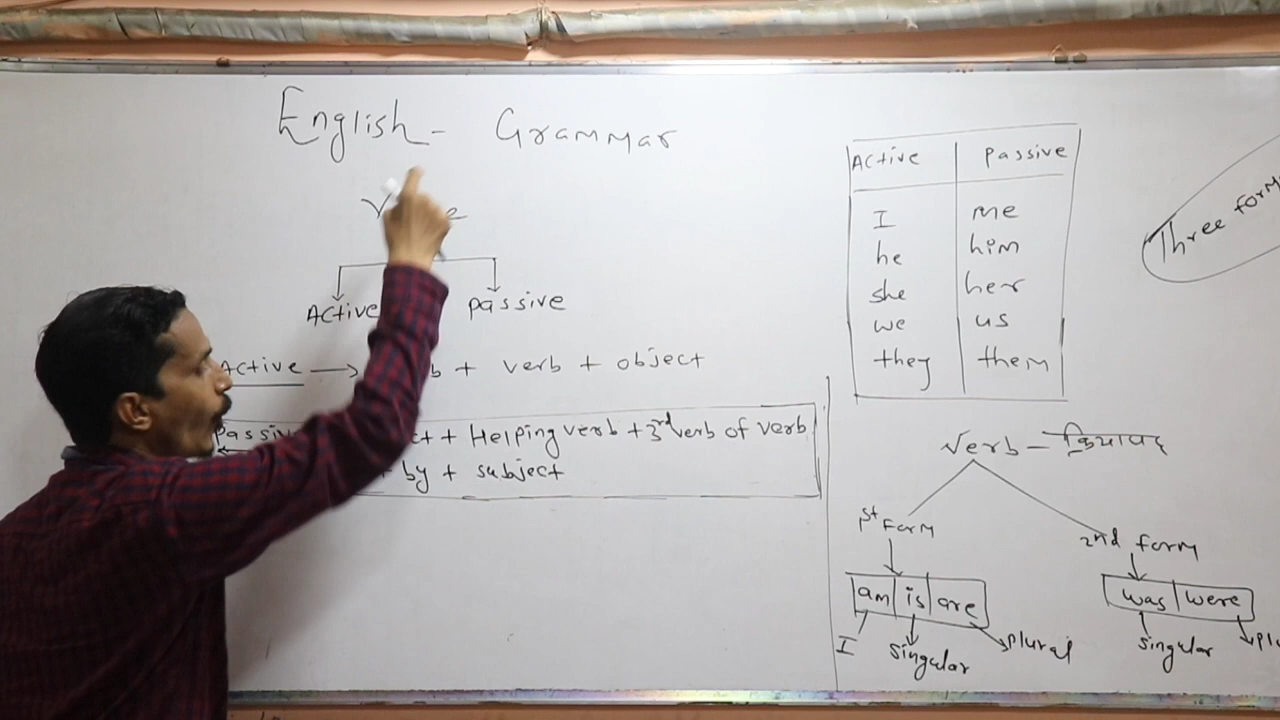 English - Grammar
Active passive
Active → verb + object
Helping verb + 3rd verb of verb
by + subject
Active passive
I me
he him
she her
we us
they them
Three form
verb - क्रियापद
1st Form 2nd form
am is are was were
I singular plural singular